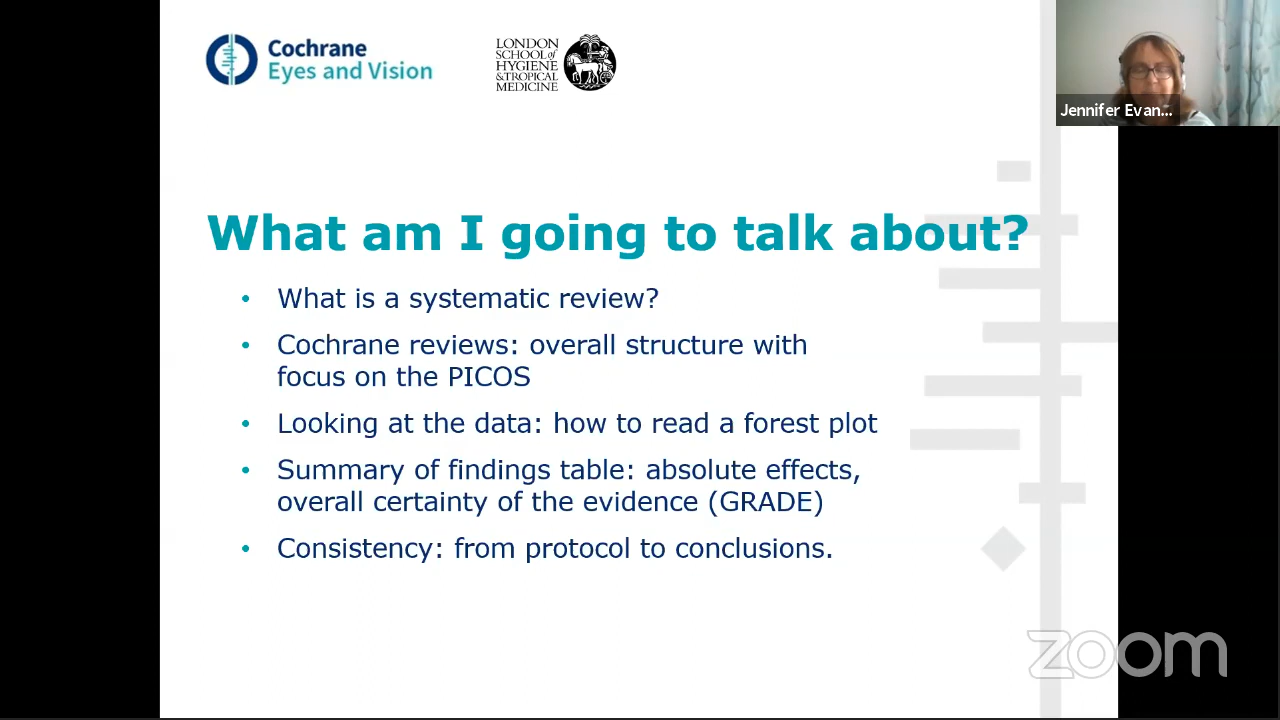 Cochrane
Eyes and Vision
LONDON
SCHOOL of
HYGIENE
& TROPICAL
MEDICINE
Jennifer Evan...
What am I going to talk about?
• What is a systematic review?
• Cochrane reviews: overall structure with
focus on the PICOS
• Looking at the data: how to read a forest plot
• Summary of findings table: absolute effects,
overall certainty of the evidence (GRADE)
• Consistency: from protocol to conclusions.
zoom